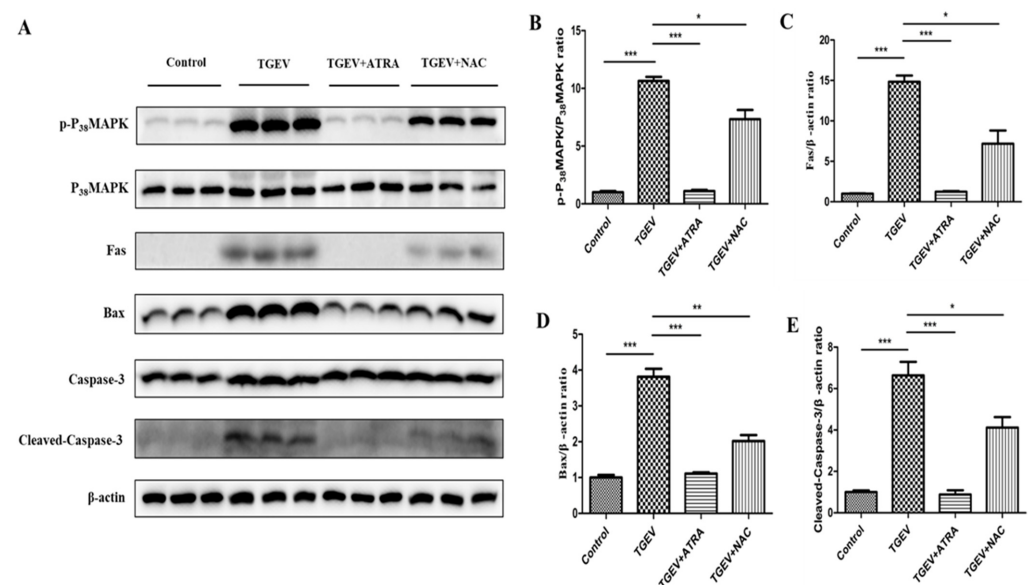 A
Control TGEV TGEV+ATRA TGEV+NAC
p-P38MAPK
P38MAPK
Fas
Bax
Caspase-3
Cleaved-Caspase-3
β-actin
B
p-P38MAPK/P38MAPK ratio
15
10
5
0
***
***
*
Control
TGEV
TGEV+ATRA
TGEV+NAC
C
Fas/β-actin ratio
20
15
10
5
0
***
***
*
Control
TGEV
TGEV+ATRA
TGEV+NAC
D
Bax/β -actin ratio
5
4
3
2
1
0
***
***
**
Control
TGEV
TGEV+ATRA
TGEV+NAC
E
Cleaved-Caspase-3/β -actin ratio
8
6
4
2
0
***
***
*
Control
TGEV
TGEV+ATRA
TGEV+NAC